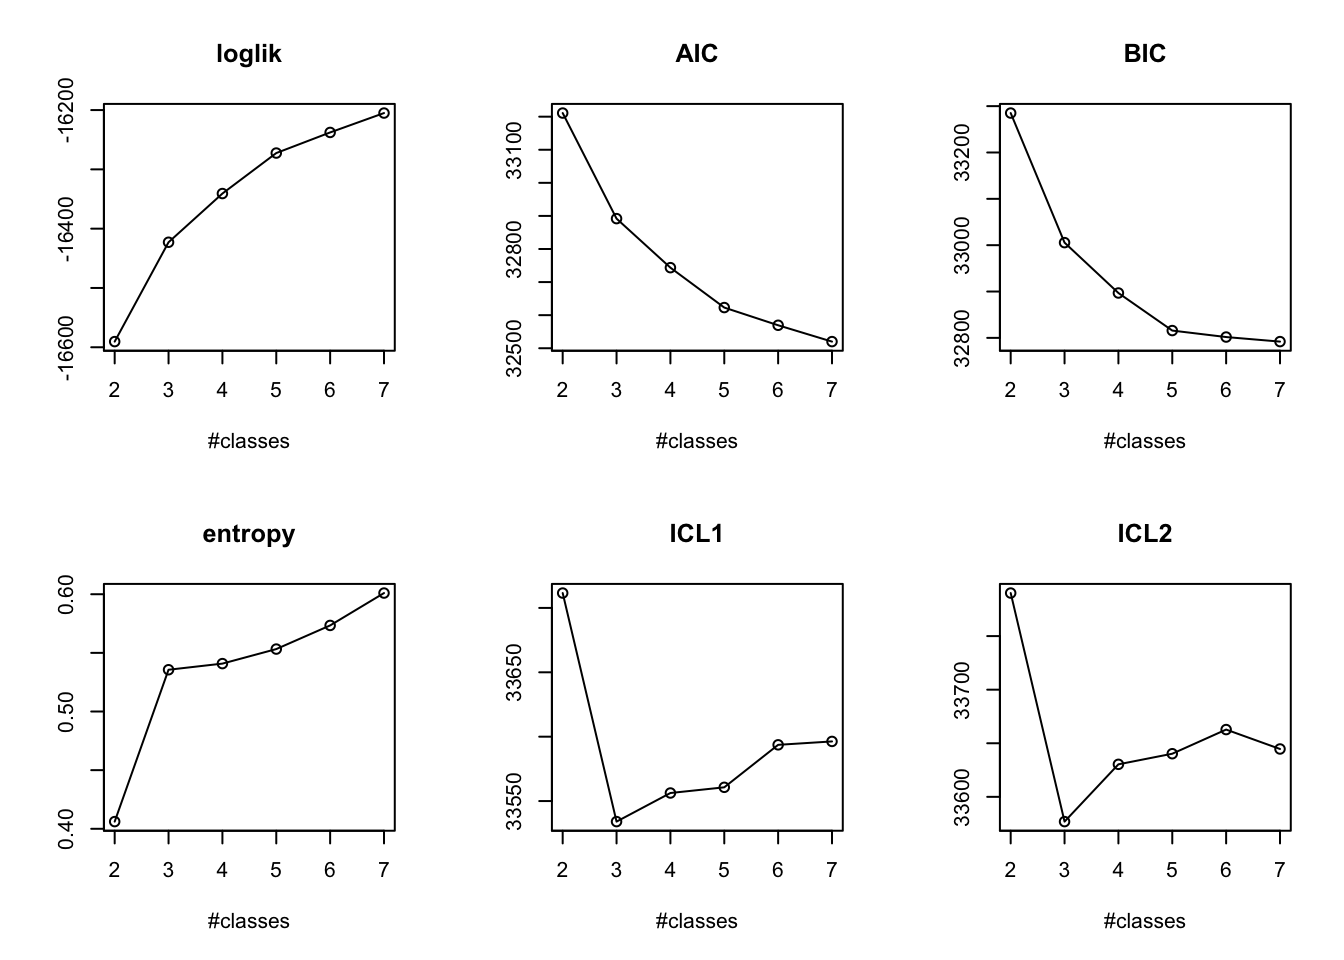 loglik
-16200
-16400
-16600
2 3 4 5 6 7
#classes
AIC
33100
32800
32500
2 3 4 5 6 7
#classes
BIC
33200
33000
32800
2 3 4 5 6 7
#classes
entropy
0.60
0.50
0.40
2 3 4 5 6 7
#classes
ICL1
33650
33550
2 3 4 5 6 7
#classes
ICL2
33700
33600
2 3 4 5 6 7
#classes